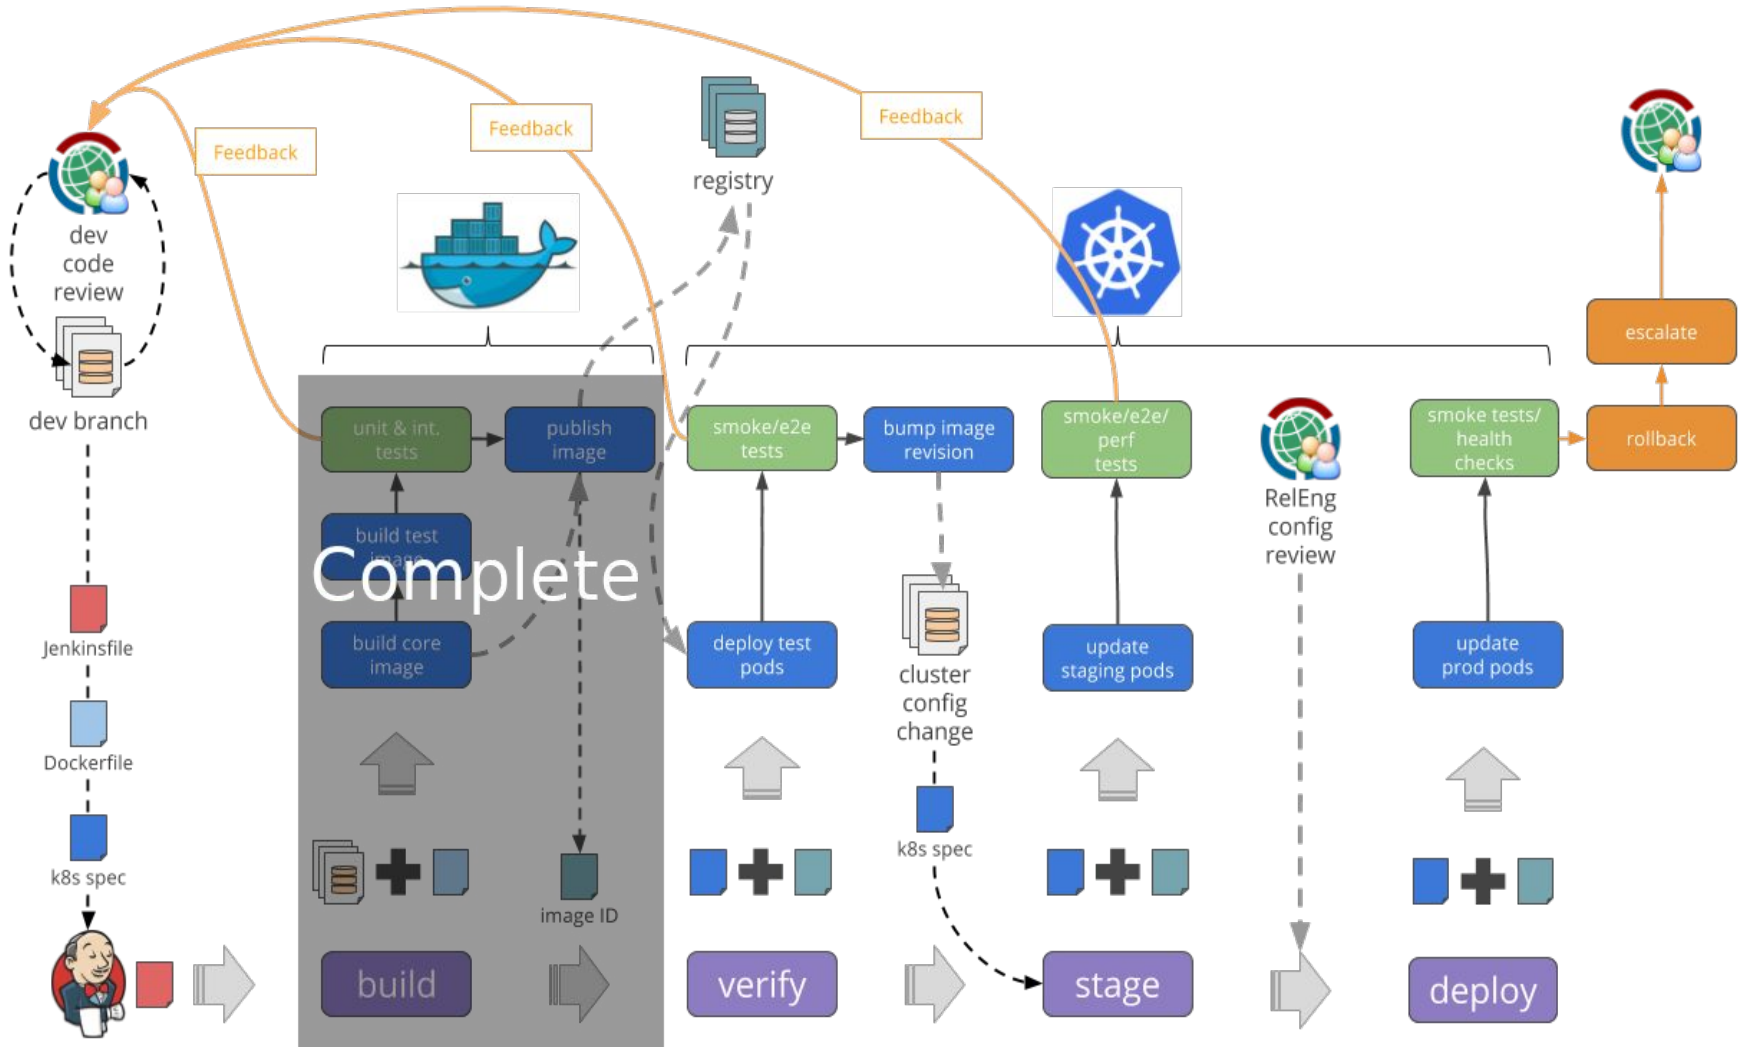 Feedback
Feedback
Feedback
registry
dev
code
review
dev branch
Jenkinsfile
Dockerfile
k8s spec
unit & int.
tests
publish
image
build test
image
Complete
build core
image
image ID
build
smoke/e2e
tests
bump image
revision
deploy test
pods
cluster
config
change
k8s spec
verify
smoke/e2e/
perf
tests
update
staging pods
stage
RelEng
config
review
smoke tests/
health
checks
update
prod pods
deploy
escalate
rollback